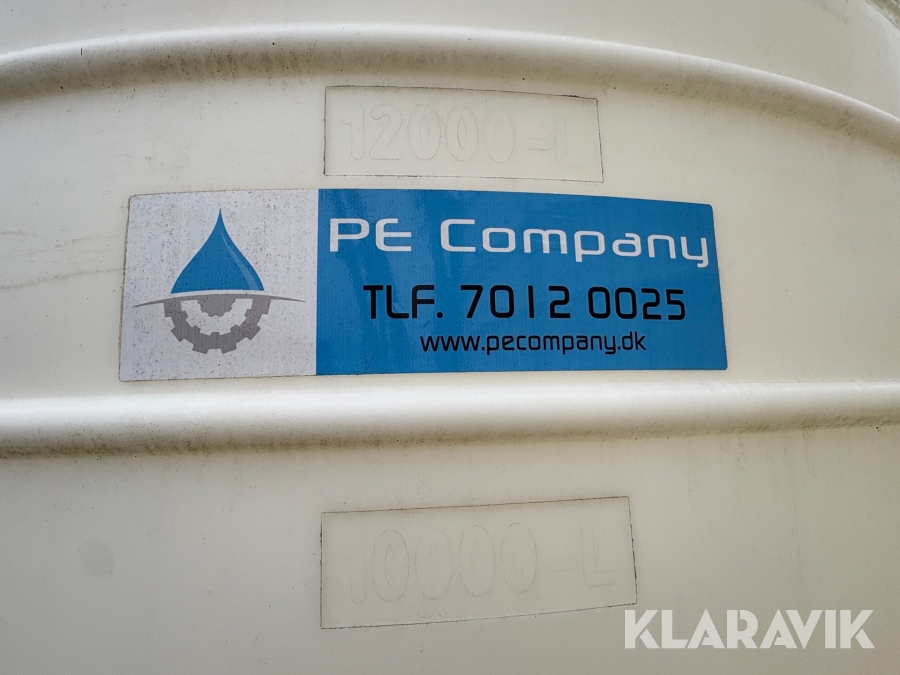 12000-L
PE Company
TLF. 7012 0025
www.pecompany.dk
10000-L
KLARAVIK